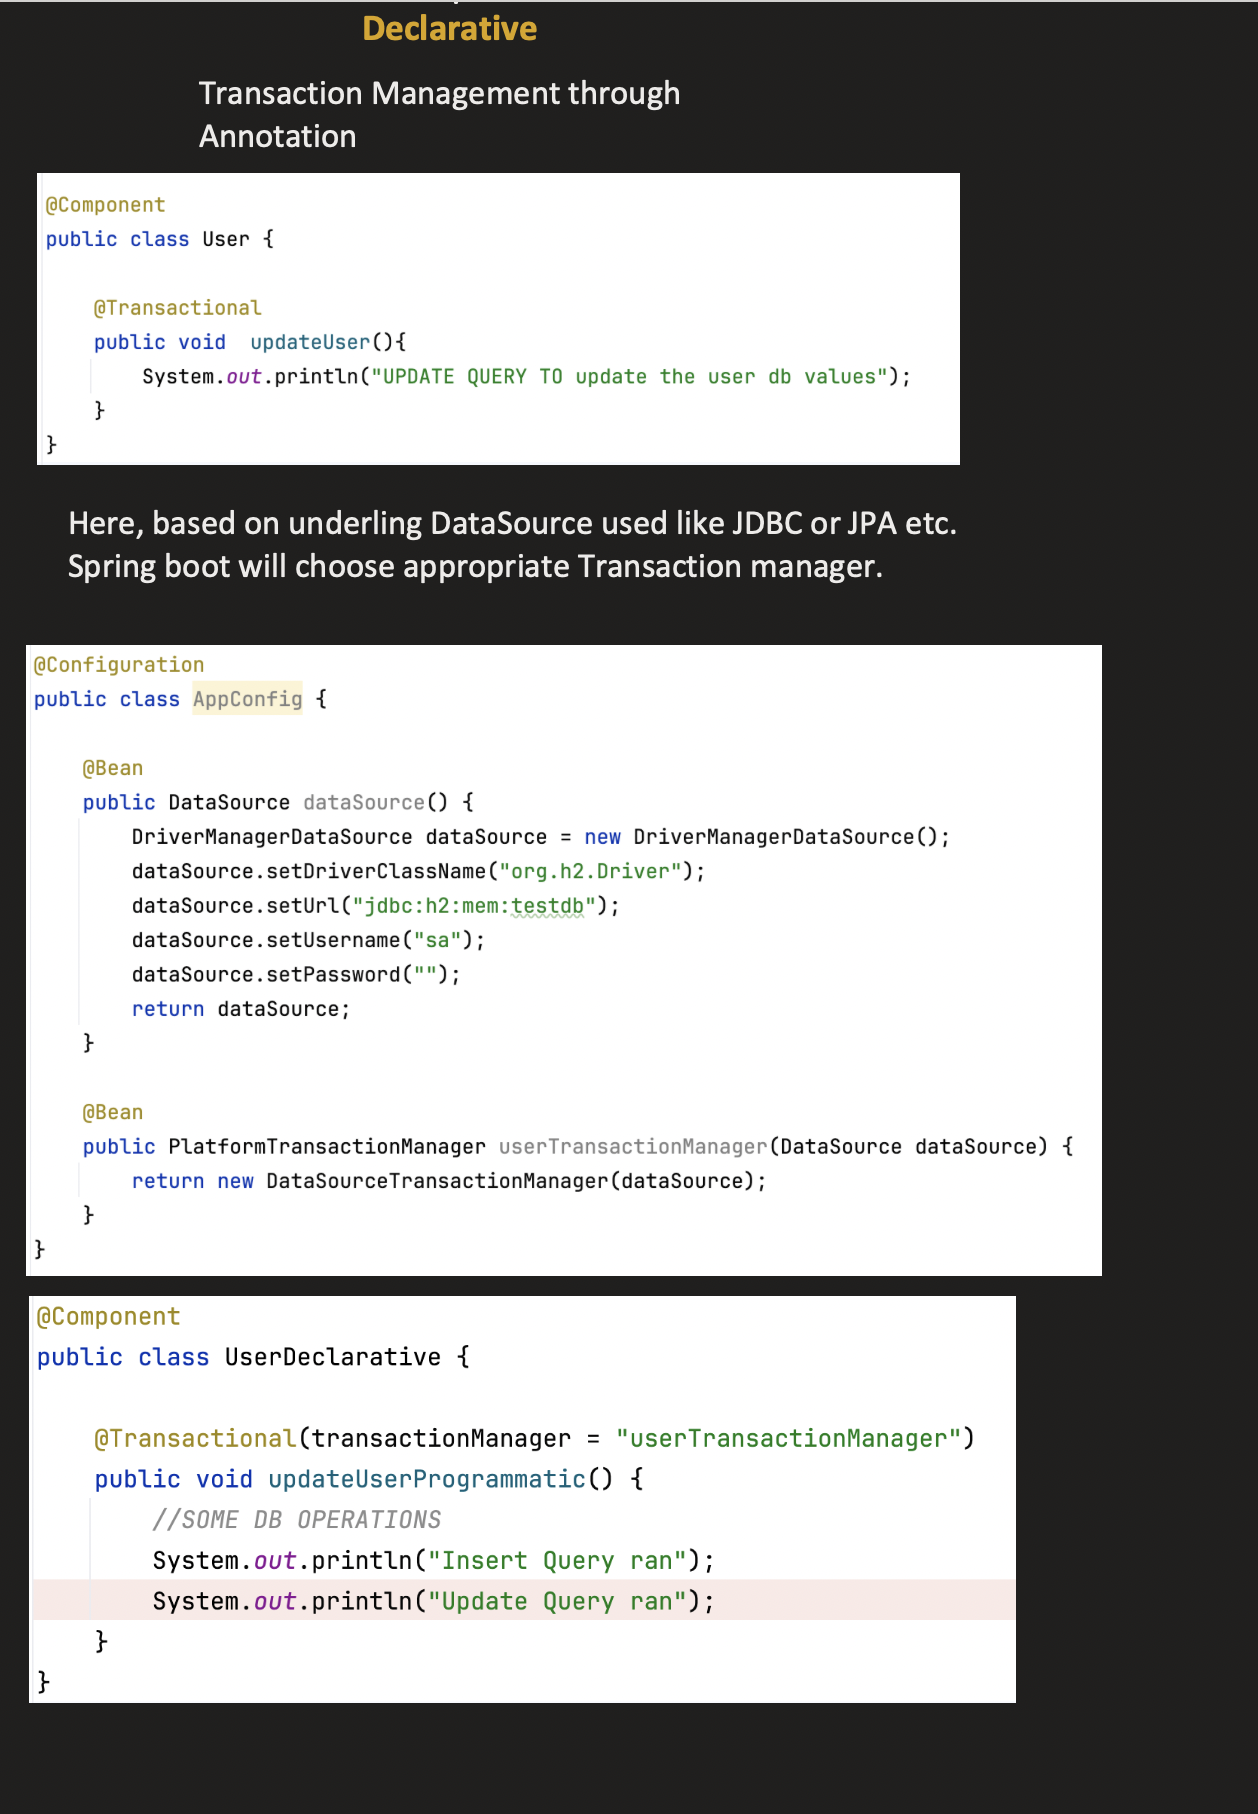 Declarative
Transaction Management through
Annotation
@Component
public class User {
@Transactional
public void  updateUser(){
System.out.println("UPDATE QUERY TO update the user db values");
}
}
Here, based on underling DataSource used like JDBC or JPA etc.
Spring boot will choose appropriate Transaction manager.
@Configuration
public class AppConfig {
@Bean
public DataSource dataSource() {
DriverManagerDataSource dataSource = new DriverManagerDataSource();
dataSource.setDriverClassName("org.h2.Driver");
dataSource.setUrl("jdbc:h2:mem:testdb");
dataSource.setUsername("sa");
dataSource.setPassword("");
return dataSource;
}
@Bean
public PlatformTransactionManager userTransactionManager(DataSource dataSource) {
return new DataSourceTransactionManager(dataSource);
}
}
@Component
public class UserDeclarative {
@Transactional(transactionManager = "userTransactionManager")
public void updateUserProgrammatic() {
//SOME DB OPERATIONS
System.out.println("Insert Query ran");
System.out.println("Update Query ran");
}
}